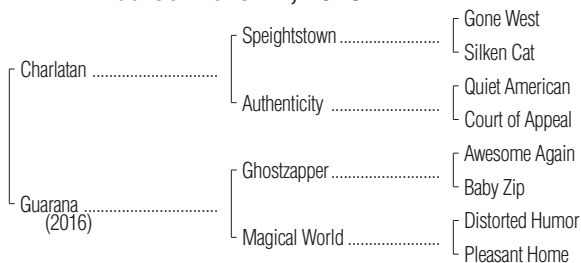 Gone West
Speightstown ........................
Silken Cat
Charlatan ..............................
Quiet American
Authenticity ..........................
Court of Appeal
Awesome Again
Ghostzapper ..........................
Baby Zip
Guarana ................................
(2016)
Distorted Humor
Magical World ......................
Pleasant Home